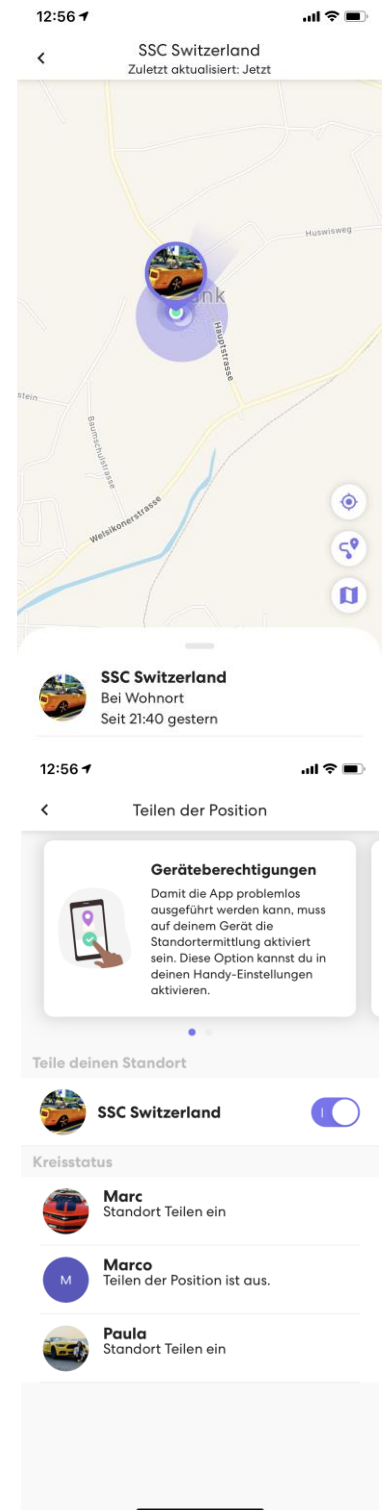 12:56
SSC Switzerland
Zuletzt aktualisiert: Jetzt
Huswisweg
Hauptstrasse
Baumschulstrasse
Welsikonerstrasse
SSC Switzerland
Bei Wohnort
Seit 21:40 gestern
12:56
Teilen der Position
Geräteberechtigungen
Damit die App problemlos
ausgeführt werden kann, muss
auf deinem Gerät die
Standortermittlung aktiviert
sein. Diese Option kannst du in
deinen Handy-Einstellungen
aktivieren.
Teile deinen Standort
SSC Switzerland
Kreisstatus
Marc
Standort Teilen ein
M
Marco
Teilen der Position ist aus.
Paula
Standort Teilen ein